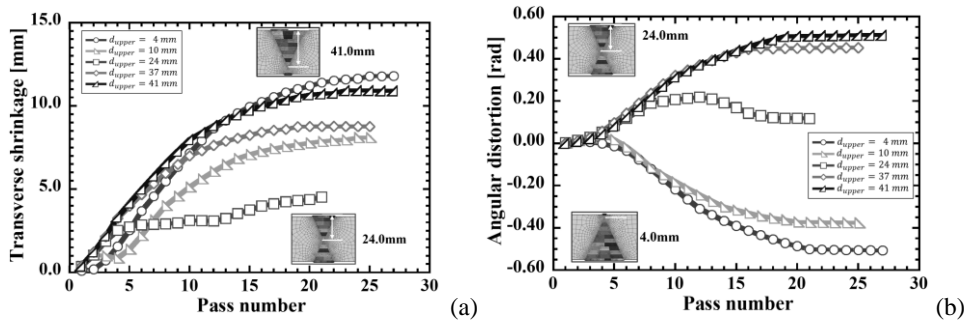 15.0
10.0
5.0
0.0
Transverse shrinkage [mm]
d_upper = 4 mm
d_upper = 10 mm
d_upper = 24 mm
d_upper = 37 mm
d_upper = 41 mm
41.0mm
24.0mm
0 5 10 15 20 25 30
Pass number
(a)
0.60
0.40
0.20
0.00
-0.20
-0.40
-0.60
Angular distortion [rad]
24.0mm
d_upper = 4 mm
d_upper = 10 mm
d_upper = 24 mm
d_upper = 37 mm
d_upper = 41 mm
4.0mm
0 5 10 15 20 25 30
Pass number
(b)